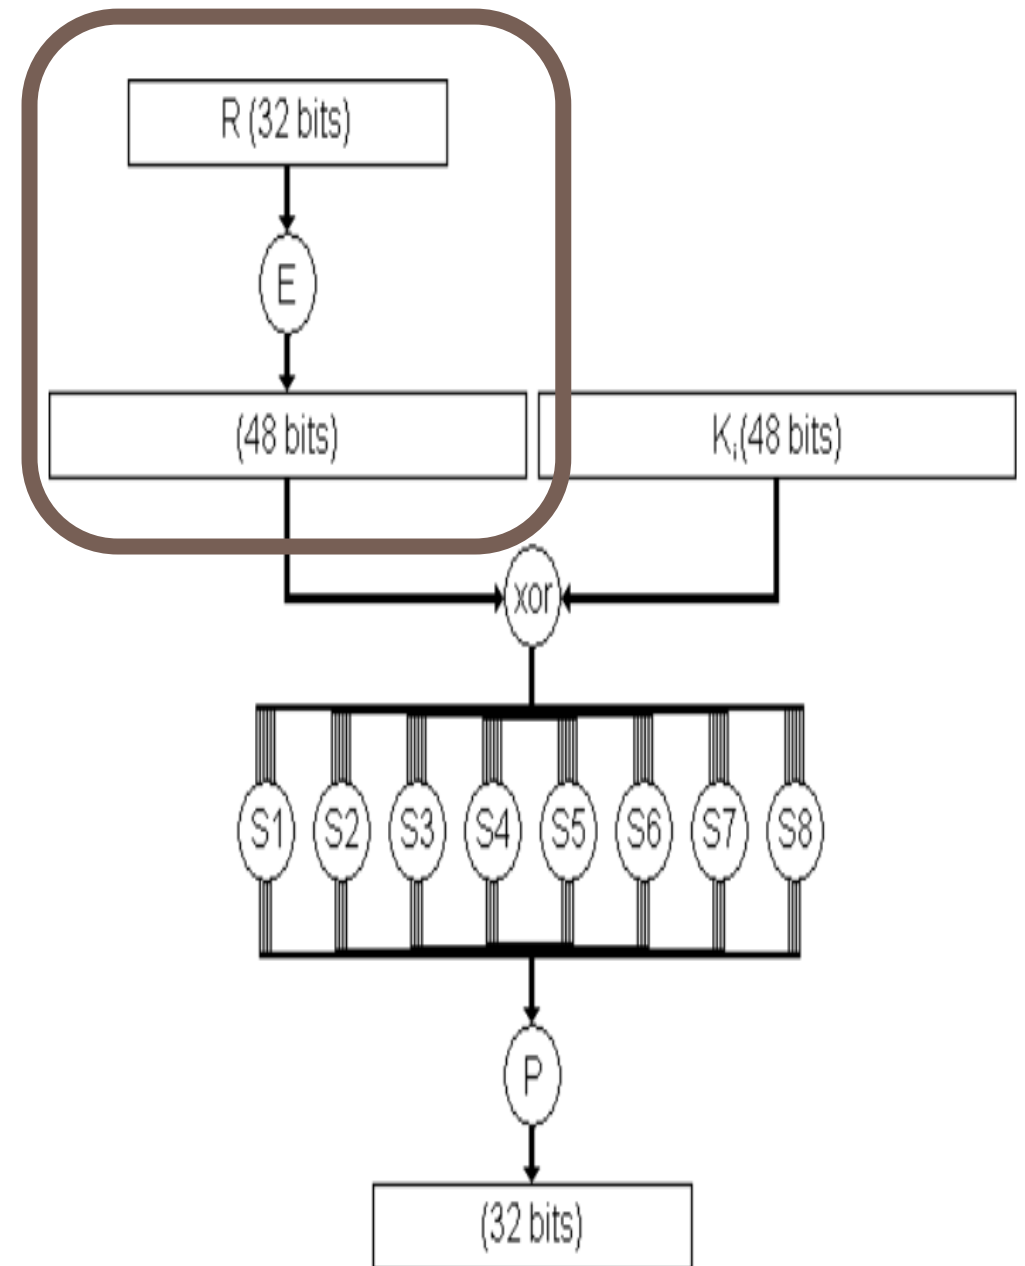 R (32 bits)
E
(48 bits)
Kᵢ(48 bits)
xor
S1 S2 S3 S4 S5 S6 S7 S8
P
(32 bits)